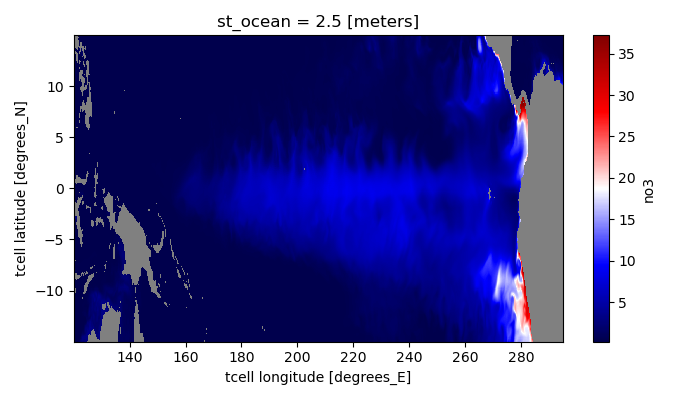 st_ocean = 2.5 [meters]
10
5
0
−5
−10
tcell latitude [degrees_N]
140 160 180 200 220 240 260 280
tcell longitude [degrees_E]
35
30
25
20
15
10
5
no3